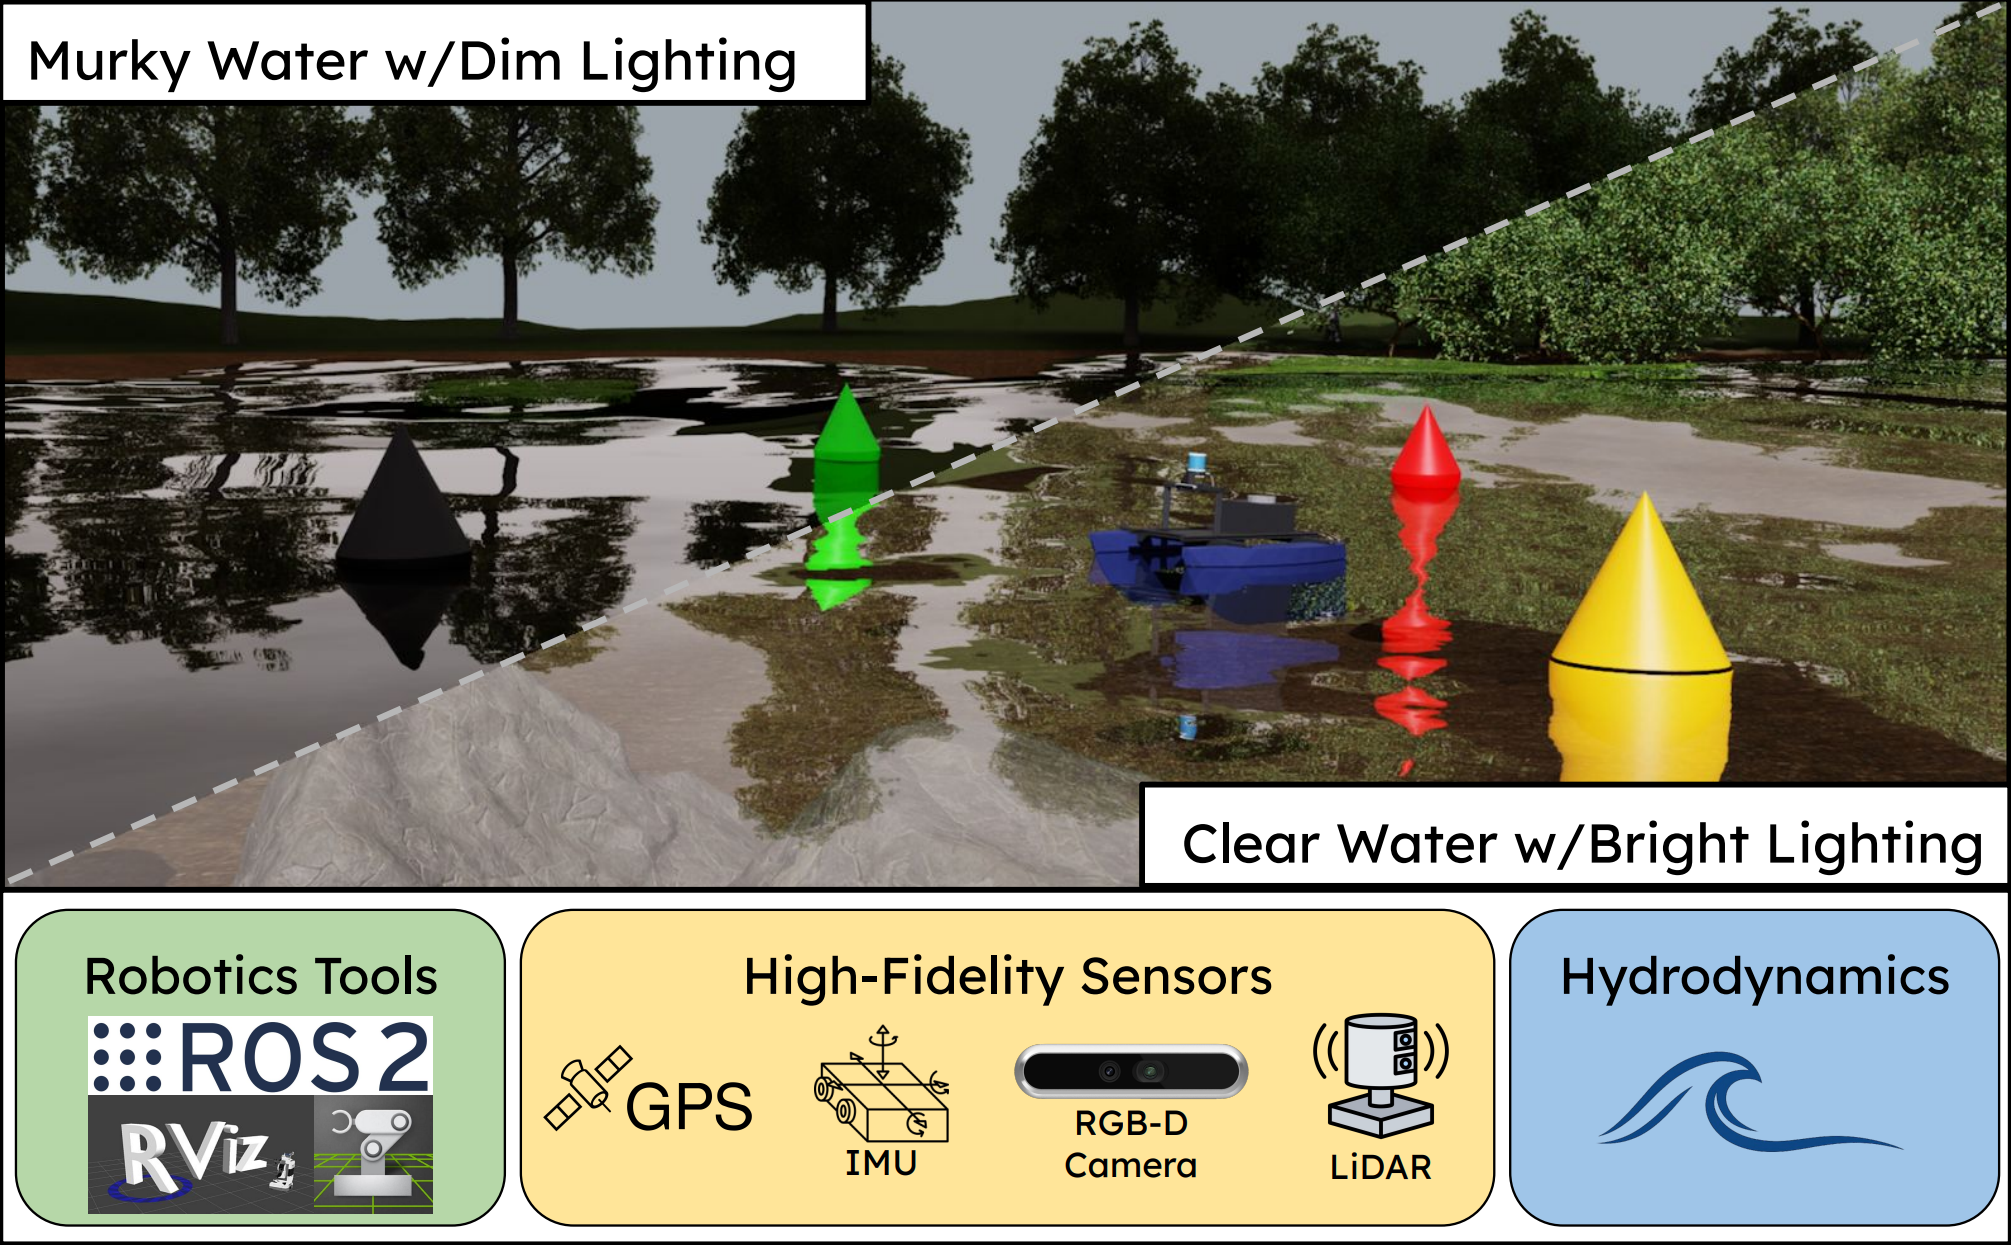 Murky Water w/Dim Lighting
Clear Water w/Bright Lighting
Robotics Tools
ROS 2
RViz
High-Fidelity Sensors
GPS
IMU
RGB-D
Camera
LiDAR
Hydrodynamics